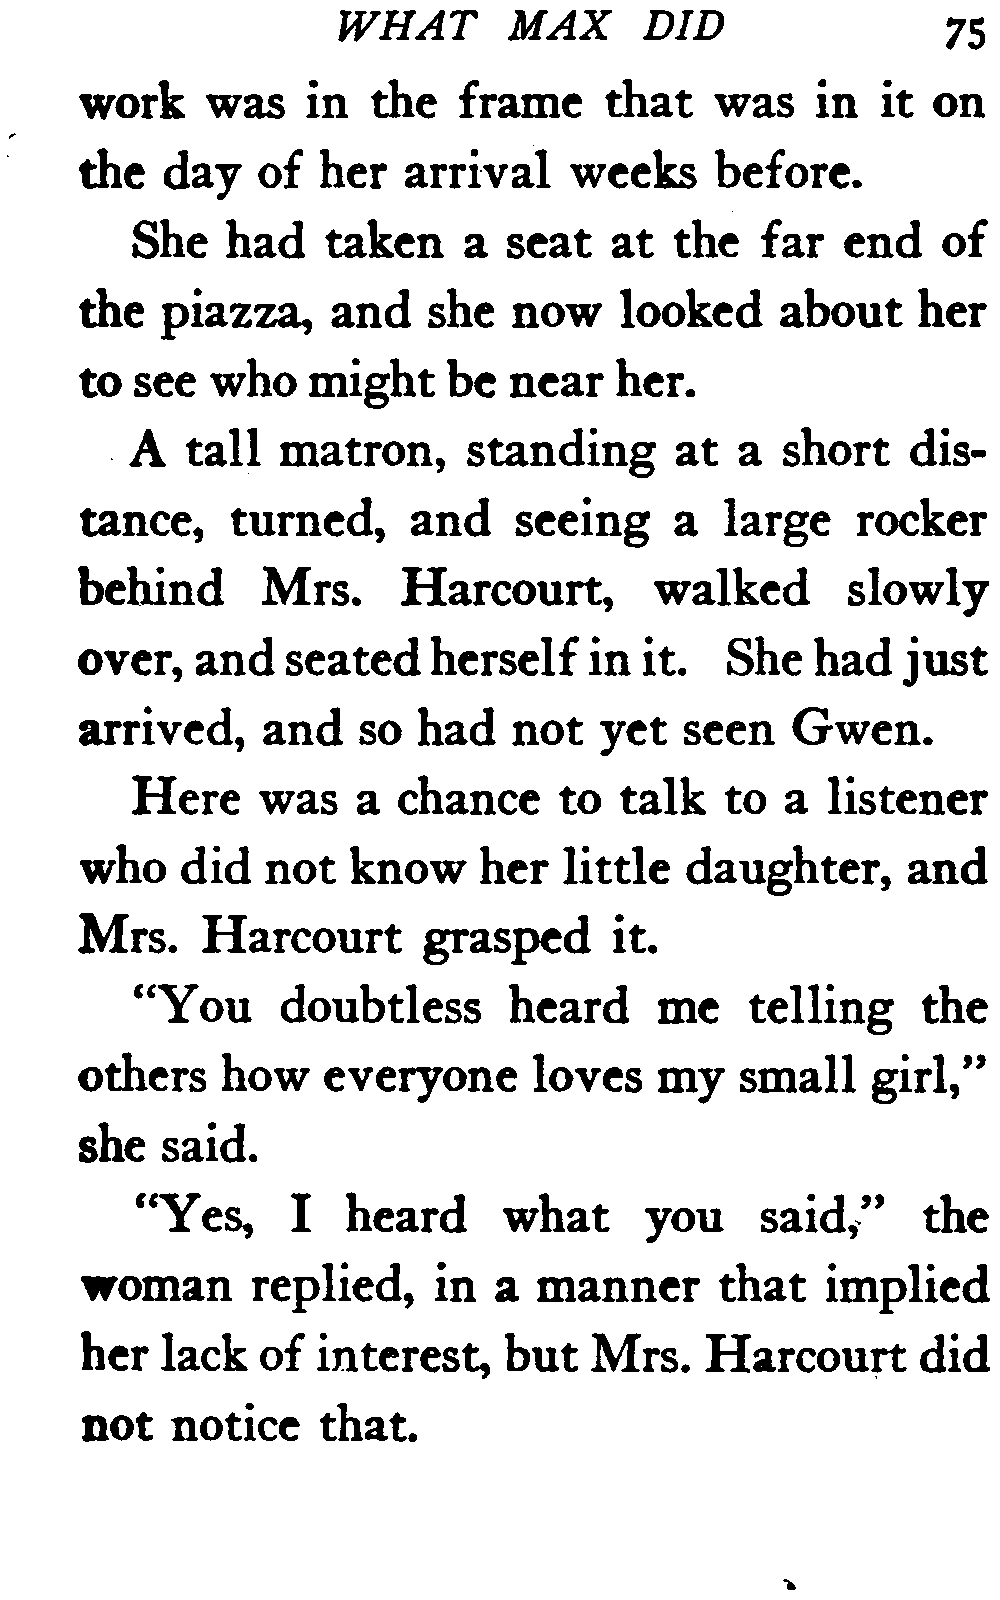 WHAT MAX DID 75
work was in the frame that was in it on
the day of her arrival weeks before.
She had taken a seat at the far end of
the piazza, and she now looked about her
to see who might be near her.
A tall matron, standing at a short dis-
tance, turned, and seeing a large rocker
behind Mrs. Harcourt, walked slowly
over, and seated herself in it. She had just
arrived, and so had not yet seen Gwen.
Here was a chance to talk to a listener
who did not know her little daughter, and
Mrs. Harcourt grasped it.
“You doubtless heard me telling the
others how everyone loves my small girl,”
she said.
“Yes, I heard what you said,” the
woman replied, in a manner that implied
her lack of interest, but Mrs. Harcourt did
not notice that.